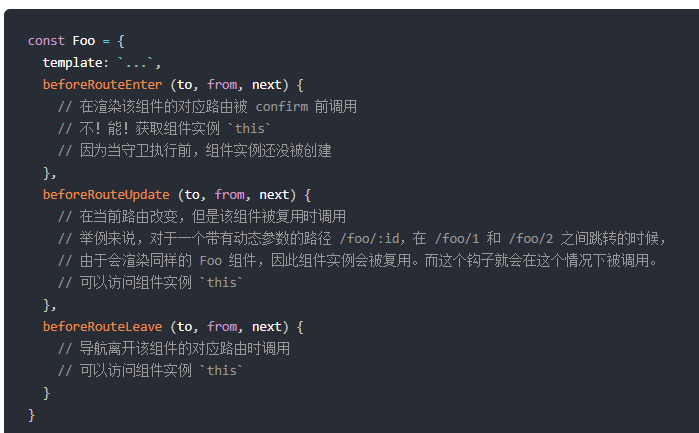 const Foo = {
template: `...`,
beforeRouteEnter (to, from, next) {
// 在渲染该组件的对应路由被 confirm 前调用
// 不！能！获取组件实例 `this`
// 因为当守卫执行前，组件实例还没被创建
},
beforeRouteUpdate (to, from, next) {
// 在当前路由改变，但是该组件被复用时调用
// 举例来说，对于一个带有动态参数的路径 /foo/:id，在 /foo/1 和 /foo/2 之间跳转的时候，
// 由于会渲染同样的 Foo 组件，因此组件实例会被复用。而这个钩子就会在这个情况下被调用。
// 可以访问组件实例 `this`
},
beforeRouteLeave (to, from, next) {
// 导航离开该组件的对应路由时调用
// 可以访问组件实例 `this`
}
}